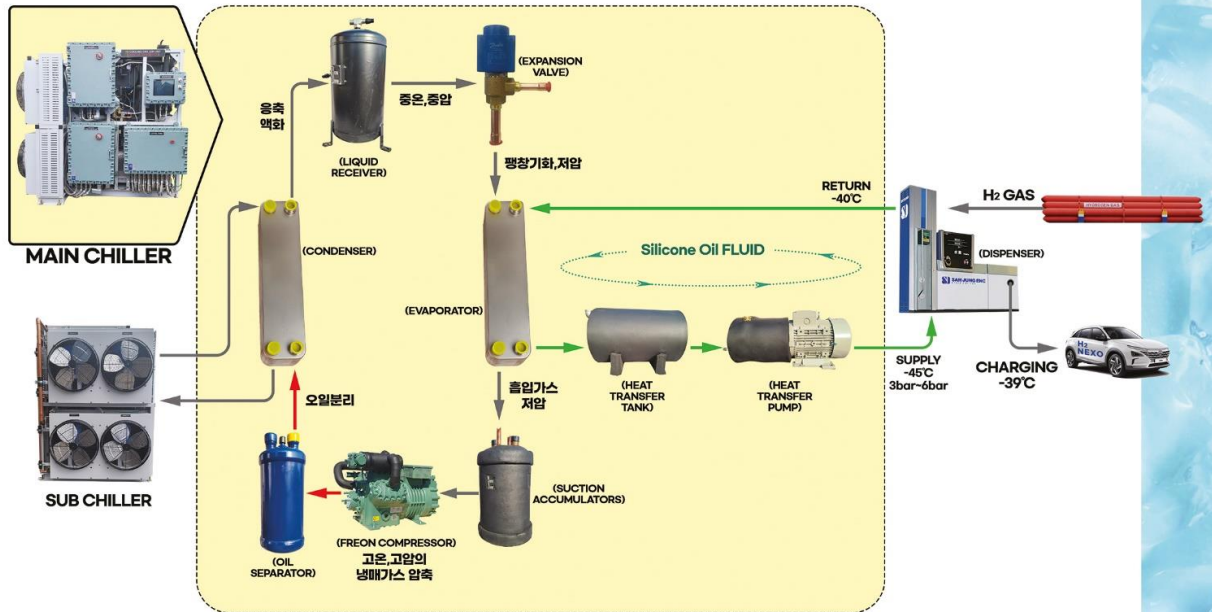 MAIN CHILLER
SUB CHILLER
응축
액화
(LIQUID
RECEIVER)
중온,중압
(EXPANSION
VALVE)
팽창기화,저압
(CONDENSER)
(EVAPORATOR)
RETURN
-40℃
Silicone Oil FLUID
(HEAT
TRANSFER
TANK)
(HEAT
TRANSFER
PUMP)
SUPPLY
-45℃
3bar~6bar
H2 GAS
(DISPENSER)
CHARGING
-39℃
H2
NEXO
오일분리
흡입가스
저압
(OIL
SEPARATOR)
(FREON COMPRESSOR)
고온,고압의
냉매가스 압축
(SUCTION
ACCUMULATORS)